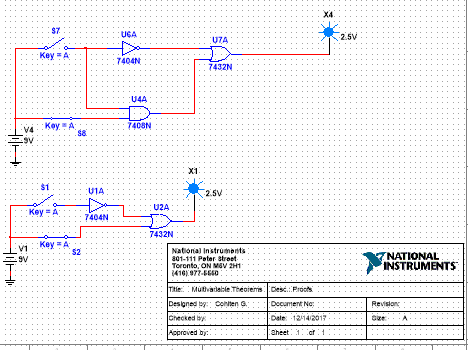 X4
2.5V
S7
Key = A
U6A
7404N
U7A
7432N
U4A
7408N
Key = A
S8
V4
9V
X1
2.5V
S1
Key = A
U1A
7404N
U2A
7432N
Key = A
S2
V1
9V
National Instruments
801-111 Peter Street
Toronto, ON M5V 2H1
(416) 977-5550
NATIONAL
INSTRUMENTS
Title: Multivariable Theorems Desc.: Proofs
Designed by: Cohlten G. Document No: Revision:
Checked by: Date: 12/14/2017 Size: A
Approved by: Sheet 1 of 1